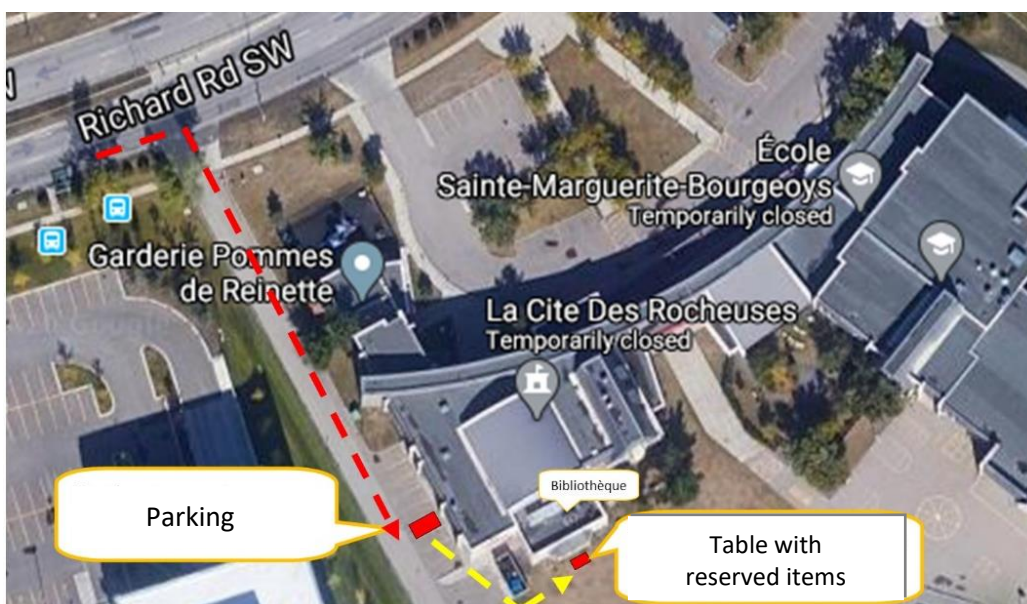 Richard Rd SW
École
Sainte-Marguerite-Bourgeoys
Temporarily closed
Garderie Pommes
de Reinette
La Cite Des Rocheuses
Temporarily closed
Bibliothèque
Parking
Table with
reserved items